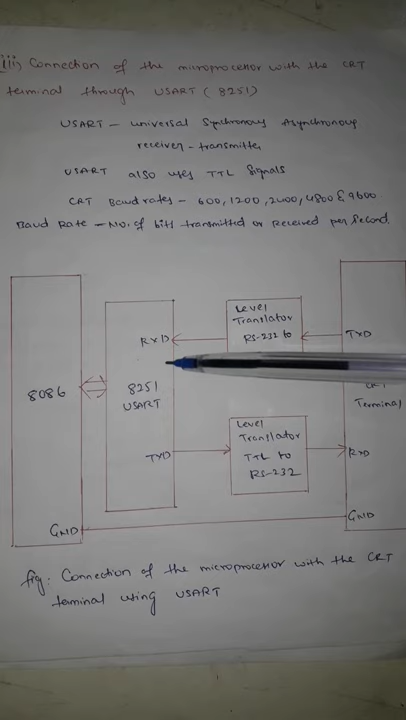 (iii) Connection of the microprocessor with the CRT
terminal through USART (8251)
USART - universal Synchronous Asynchronous
receiver - transmitter
USART also uses TTL Signals
CRT Baud rates - 600, 1200, 2400, 4800 & 9600
Baud Rate - No. of bits transmitted or Received per Second.
Level
Translator
RS-232 to
RXD
TXD
8086
8251
USART
CRT
Terminal
Level
Translator
TTL to
RS-232
TXD
RXD
GND
GND
fig: Connection of the microprocessor with the CRT
terminal using USART